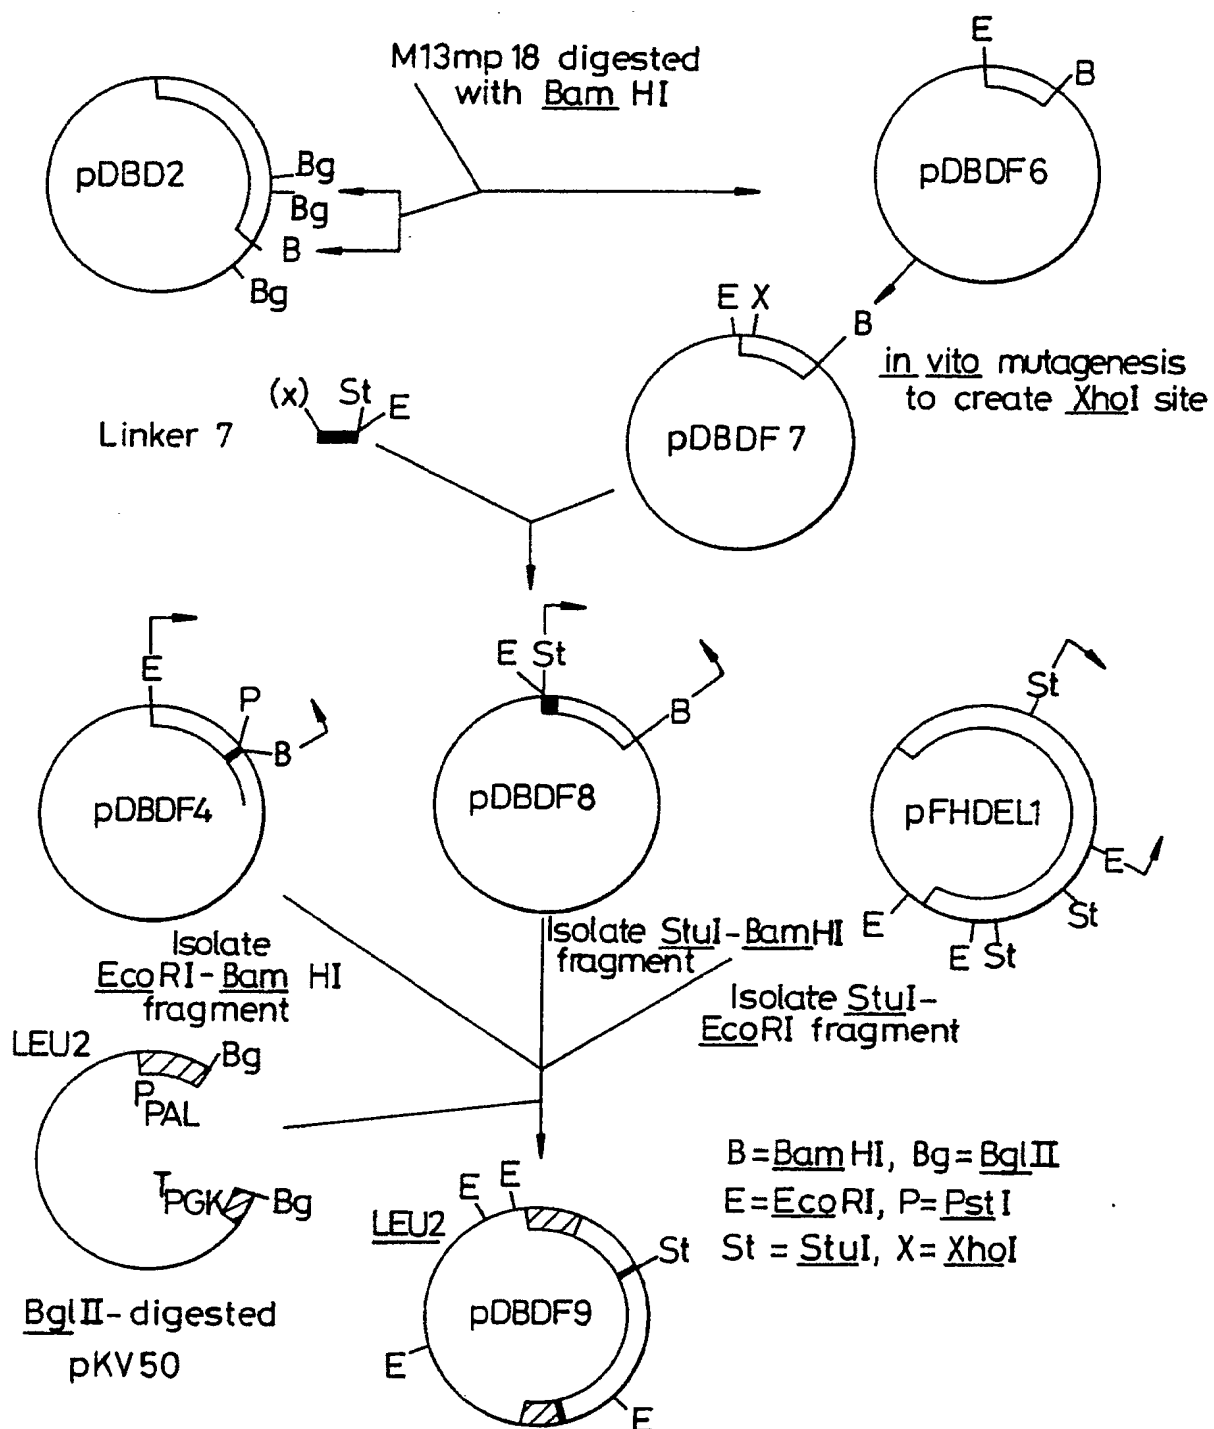 M13mp 18 digested
with Bam HI
pDBD2
Bg
Bg
B
Bg
E
B
pDBDF6
E X
B
in vito mutagenesis
to create XhoI site
pDBDF7
Linker 7
(x)
St
E
E
P
B
pDBDF4
E
St
B
pDBDF8
St
E
St
St
E
E
pFHDEL1
Isolate
EcoRI-Bam HI
fragment
Isolate StuI-BamHI
fragment
Isolate StuI-
EcoRI fragment
LEU2
Bg
PPAL
TPGK
Bg
BglII-digested
pKV50
E
E
LEU2
St
pDBDF9
E
E
B=Bam HI, Bg=BglII
E=EcoRI, P=PstI
St = StuI, X= XhoI